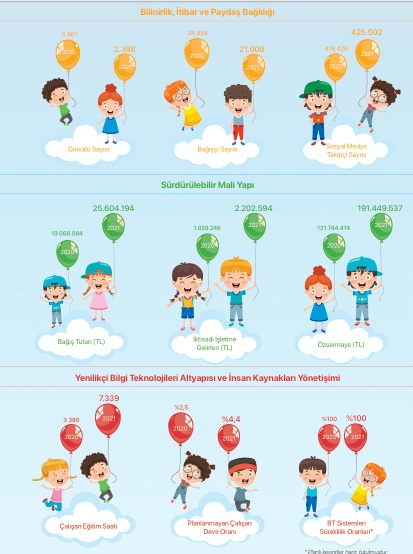 Bilinirlik, İtibar ve Paydaş Bağlılığı
5.961
2020
2.396
2021
24.939
2020
21.008
2021
2020
425.502
2021
Gönüllü Sayısı
Bağışçı Sayısı
Sosyal Medya
Takipçi Sayısı
Sürdürülebilir Mali Yapı
19.066.084
2020
25.604.194
2021
1.029.246
2020
2.202.594
2021
131.744.414
2020
191.449.537
2021
Bağış Tutarı (TL)
İktisadi İşletme
Gelirleri (TL)
Özsermaye (TL)
Yenilikçi Bilgi Teknolojileri Altyapısı ve İnsan Kaynakları Yönetişimi
3.380
2020
7.339
2021
%2,5
2020
%4,4
2021
%100
2020
%100
2021
Çalışan Eğitim Saati
Planlanmayan Çalışan
Devir Oranı
BT Sistemleri
Süreklilik Oranları*
* Planlı kesintiler hariç tutulmuştur.